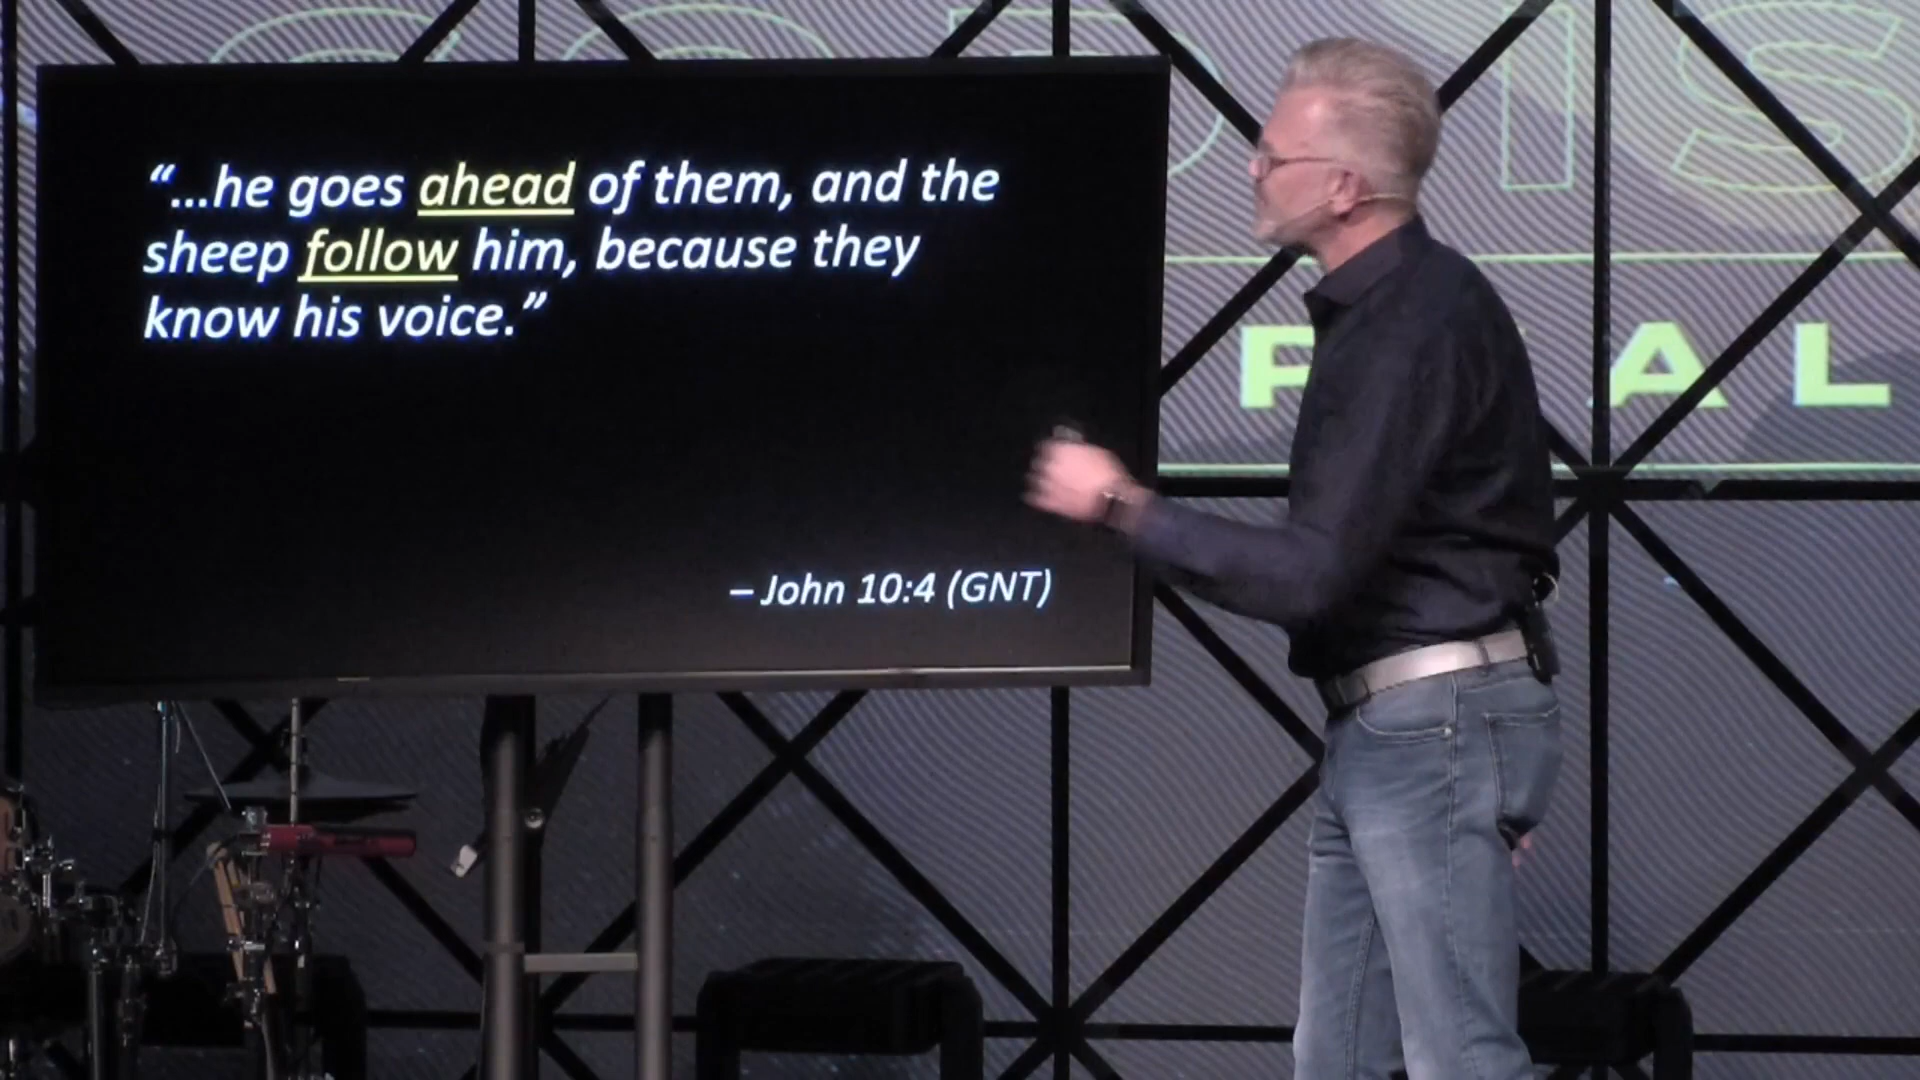 “...he goes ahead of them, and the
sheep follow him, because they
know his voice.”
– John 10:4 (GNT)